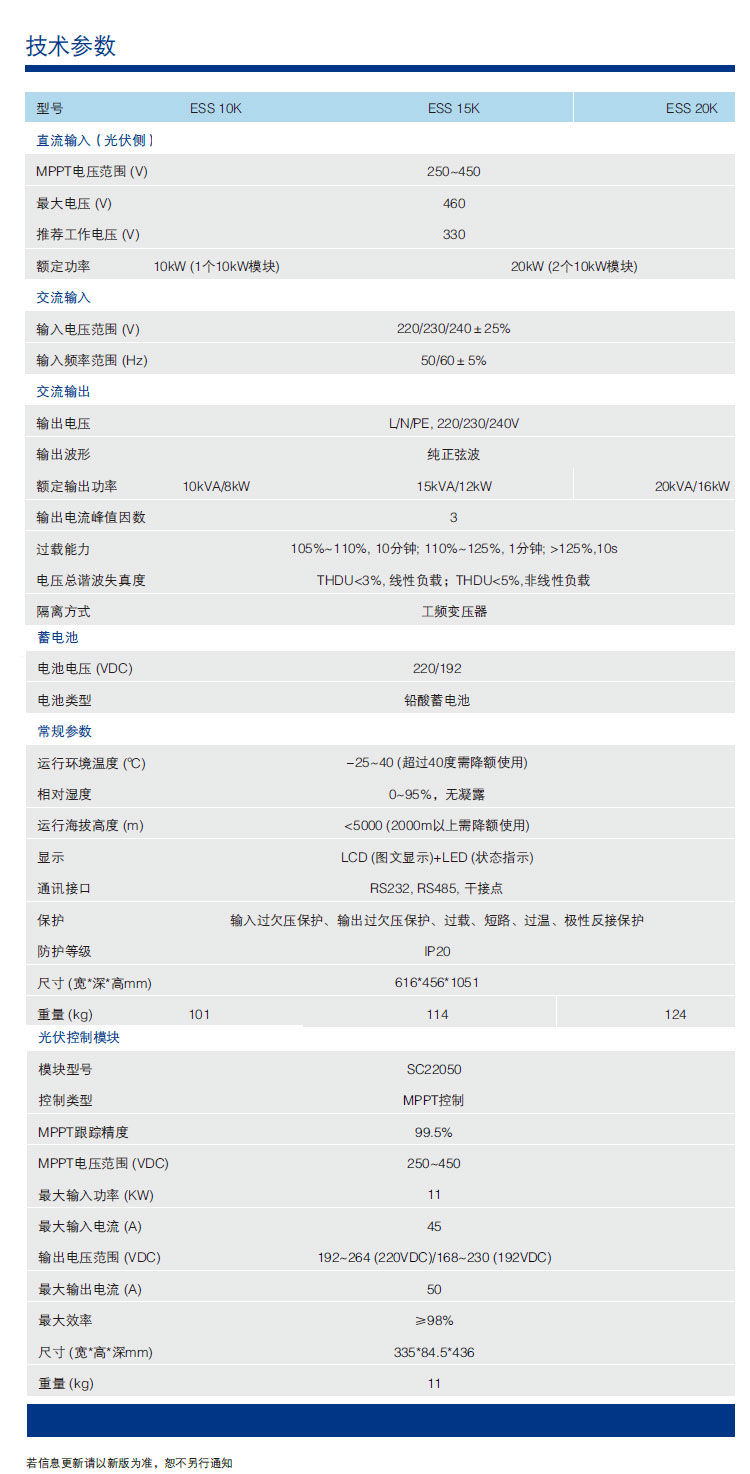 技术参数
型号 ESS 10K ESS 15K ESS 20K
直流输入(光伏侧)
MPPT电压范围 (V) 250~450
最大电压 (V) 460
推荐工作电压 (V) 330
额定功率 10kW (1个10kW模块) 20kW (2个10kW模块)
交流输入
输入电压范围 (V) 220/230/240±25%
输入频率范围 (Hz) 50/60±5%
交流输出
输出电压 L/N/PE, 220/230/240V
输出波形 纯正弦波
额定输出功率 10kVA/8kW 15kVA/12kW 20kVA/16kW
输出电流峰值因数 3
过载能力 105%~110%, 10分钟; 110%~125%, 1分钟; >125%,10s
电压总谐波失真度 THDU<3%, 线性负载；THDU<5%,非线性负载
隔离方式 工频变压器
蓄电池
电池电压 (VDC) 220/192
电池类型 铅酸蓄电池
常规参数
运行环境温度 (℃) -25~40 (超过40度需降额使用)
相对湿度 0~95%，无凝露
运行海拔高度 (m) <5000 (2000m以上需降额使用)
显示 LCD (图文显示)+LED (状态指示)
通讯接口 RS232, RS485, 干接点
保护 输入过欠压保护、输出过欠压保护、过载、短路、过温、极性反接保护
防护等级 IP20
尺寸 (宽*深*高mm) 616*456*1051
重量 (kg) 101 114 124
光伏控制模块
模块型号 SC22050
控制类型 MPPT控制
MPPT跟踪精度 99.5%
MPPT电压范围 (VDC) 250~450
最大输入功率 (KW) 11
最大输入电流 (A) 45
输出电压范围 (VDC) 192~264 (220VDC)/168~230 (192VDC)
最大输出电流 (A) 50
最大效率 ≥98%
尺寸 (宽*高*深mm) 335*84.5*436
重量 (kg) 11
若信息更新请以新版为准，恕不另行通知